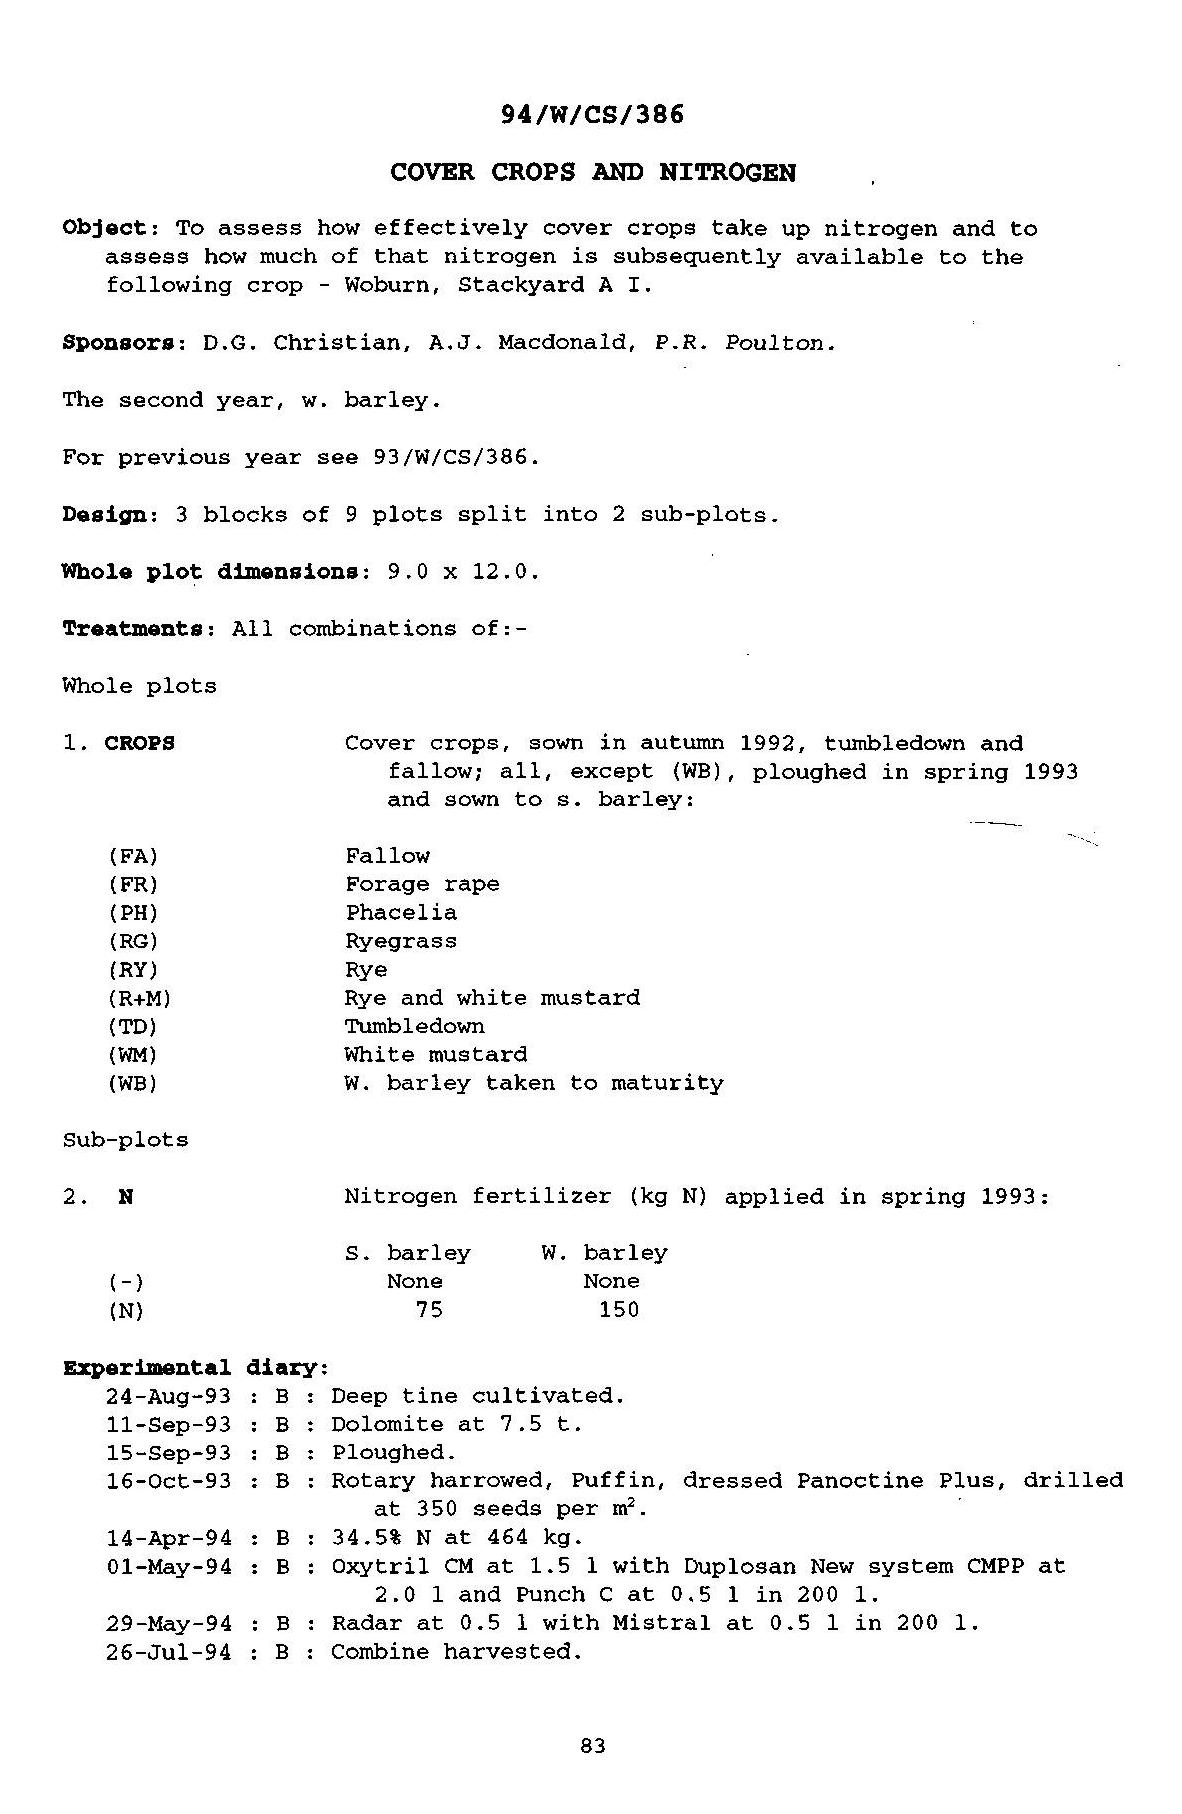 94/W/CS/386
COVER CROPS AND NITROGEN
Object: To assess how effectively cover crops take up nitrogen and to
assess how much of that nitrogen is subsequently available to the
following crop - Woburn, Stackyard A I.
Sponsors: D.G. Christian, A.J. Macdonald, P.R. Poulton.
The second year, w. barley.
For previous year see 93/W/CS/386.
Design: 3 blocks of 9 plots split into 2 sub-plots.
Whole plot dimensions: 9.0 x 12.0.
Treatments: All combinations of:-
Whole plots
1. CROPS Cover crops, sown in autumn 1992, tumbledown and
fallow; all, except (WB), ploughed in spring 1993
and sown to s. barley:
(FA) Fallow
(FR) Forage rape
(PH) Phacelia
(RG) Ryegrass
(RY) Rye
(R+M) Rye and white mustard
(TD) Tumbledown
(WM) White mustard
(WB) W. barley taken to maturity
Sub-plots
2. N Nitrogen fertilizer (kg N) applied in spring 1993:
S. barley W. barley
(-) None None
(N) 75 150
Experimental diary:
24-Aug-93 : B : Deep tine cultivated.
11-Sep-93 : B : Dolomite at 7.5 t.
15-Sep-93 : B : Ploughed.
16-Oct-93 : B : Rotary harrowed, Puffin, dressed Panoctine Plus, drilled
at 350 seeds per m².
14-Apr-94 : B : 34.5% N at 464 kg.
01-May-94 : B : Oxytril CM at 1.5 l with Duplosan New system CMPP at
2.0 l and Punch C at 0.5 l in 200 l.
29-May-94 : B : Radar at 0.5 l with Mistral at 0.5 l in 200 l.
26-Jul-94 : B : Combine harvested.
83